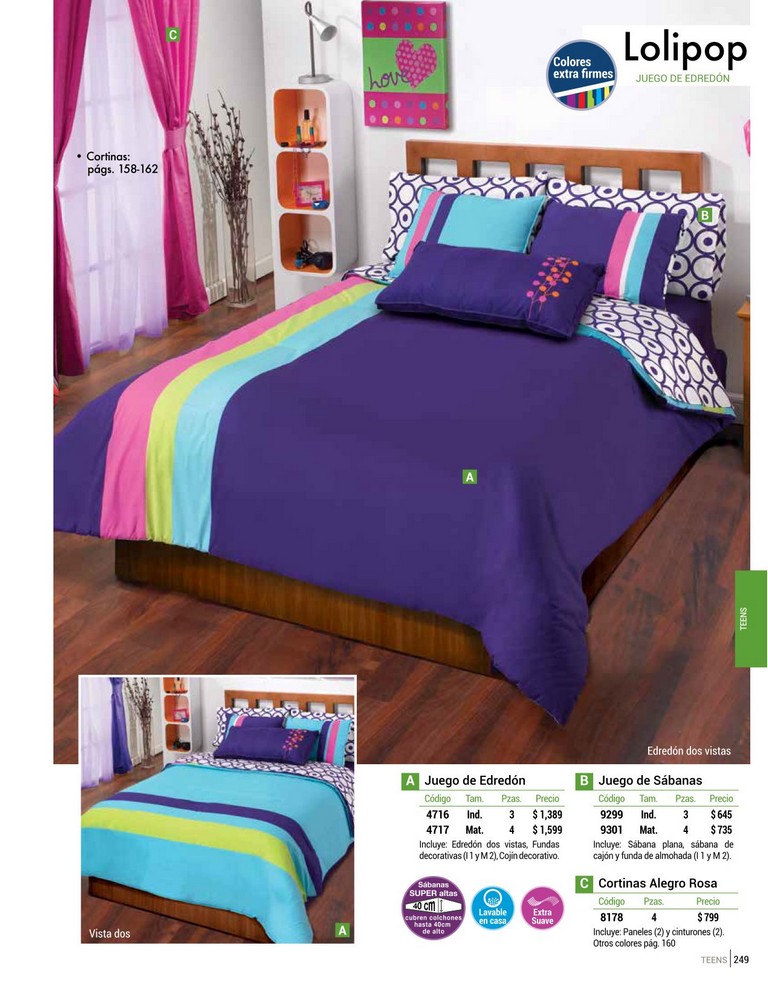 C
Colores
extra firmes
Lolipop
JUEGO DE EDREDÓN
love
• Cortinas:
págs. 158-162
B
A
TEENS
Edredón dos vistas
Vista dos
A
A Juego de Edredón
Código Tam. Pzas. Precio
4716 Ind. 3 $ 1,389
4717 Mat. 4 $ 1,599
Incluye: Edredón dos vistas, Fundas
decorativas (I 1 y M 2), Cojín decorativo.
Sábanas
SUPER altas
40 cm
cubren colchones
hasta 40cm
de alto
Lavable
en casa
Extra
Suave
B Juego de Sábanas
Código Tam. Pzas. Precio
9299 Ind. 3 $ 645
9301 Mat. 4 $ 735
Incluye: Sábana plana, sábana de
cajón y funda de almohada (I 1 y M 2).
C Cortinas Alegro Rosa
Código Pzas. Precio
8178 4 $ 799
Incluye: Paneles (2) y cinturones (2).
Otros colores pág. 160
TEENS 249